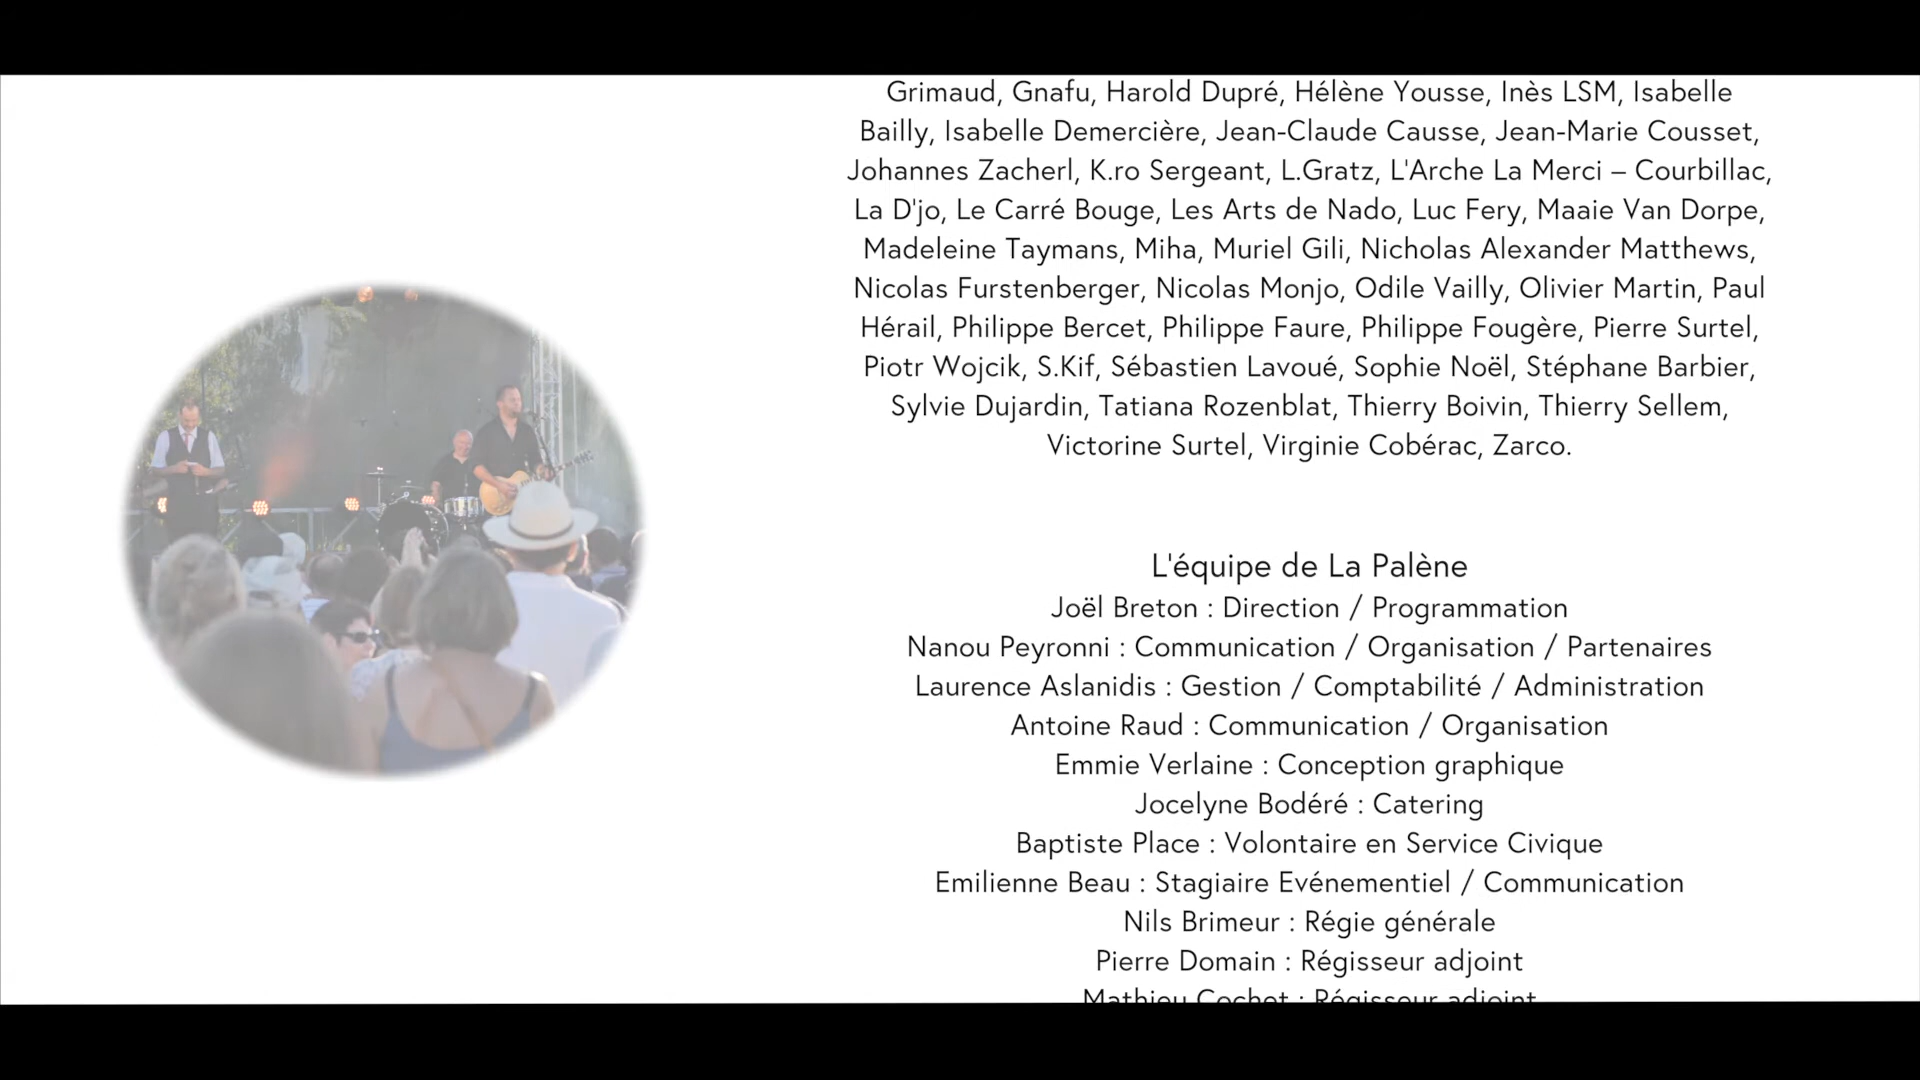 Grimaud, Gnafu, Harold Dupré, Hélène Yousse, Inès LSM, Isabelle
Bailly, Isabelle Demercière, Jean-Claude Causse, Jean-Marie Cousset,
Johannes Zacherl, K.ro Sergeant, L.Gratz, L'Arche La Merci – Courbillac,
La D'jo, Le Carré Bouge, Les Arts de Nado, Luc Fery, Maaie Van Dorpe,
Madeleine Taymans, Miha, Muriel Gili, Nicholas Alexander Matthews,
Nicolas Furstenberger, Nicolas Monjo, Odile Vailly, Olivier Martin, Paul
Hérail, Philippe Bercet, Philippe Faure, Philippe Fougère, Pierre Surtel,
Piotr Wojcik, S.Kif, Sébastien Lavoué, Sophie Noël, Stéphane Barbier,
Sylvie Dujardin, Tatiana Rozenblat, Thierry Boivin, Thierry Sellem,
Victorine Surtel, Virginie Cobérac, Zarco.
L'équipe de La Palène
Joël Breton : Direction / Programmation
Nanou Peyronni : Communication / Organisation / Partenaires
Laurence Aslanidis : Gestion / Comptabilité / Administration
Antoine Raud : Communication / Organisation
Emmie Verlaine : Conception graphique
Jocelyne Bodéré : Catering
Baptiste Place : Volontaire en Service Civique
Emilienne Beau : Stagiaire Evénementiel / Communication
Nils Brimeur : Régie générale
Pierre Domain : Régisseur adjoint
Mathieu Cochet : Régisseur adjoint